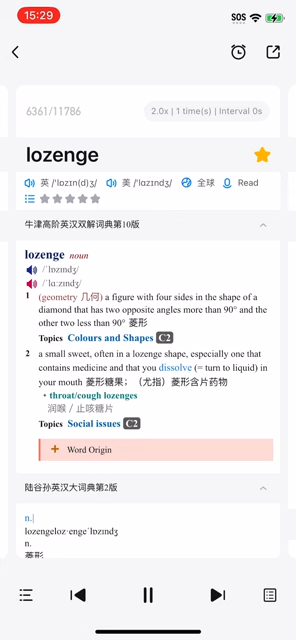 15:29
SOS
6361/11786
2.0x | 1 time(s) | Interval 0s
lozenge
英 /'lɒzɪn(d)ʒ/ 美 /'lɑzɪndʒ/ 全球 Read
牛津高阶英汉双解词典第10版
lozenge noun
/ˈlɒzɪndʒ/
/ˈlɑːzɪndʒ/
1 (geometry 几何) a figure with four sides in the shape of a
diamond that has two opposite angles more than 90° and the
other two less than 90° 菱形
Topics Colours and Shapes C2
2 a small sweet, often in a lozenge shape, especially one that
contains medicine and that you dissolve (= turn to liquid) in
your mouth 菱形糖果；（尤指）菱形含片药物
• throat/cough lozenges
润喉／止咳糖片
Topics Social issues C2
+ Word Origin
陆谷孙英汉大词典第2版
n.|
lozengeloz·enge ˈlɒzɪndʒ
n.
菱形